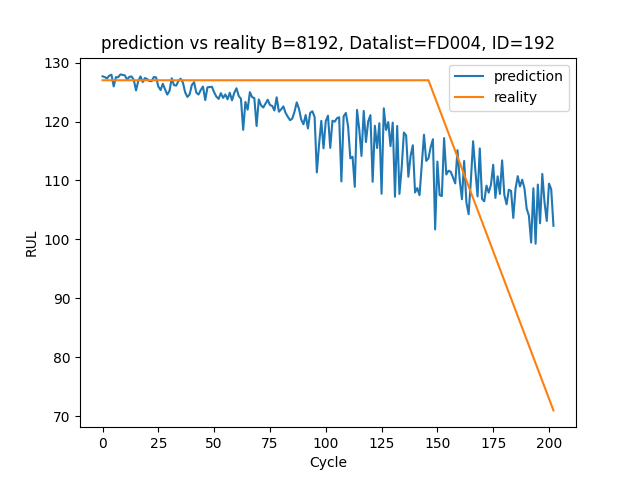 prediction vs reality B=8192, Datalist=FD004, ID=192
prediction
reality
130
120
110
100
90
80
70
RUL
0 25 50 75 100 125 150 175 200
Cycle